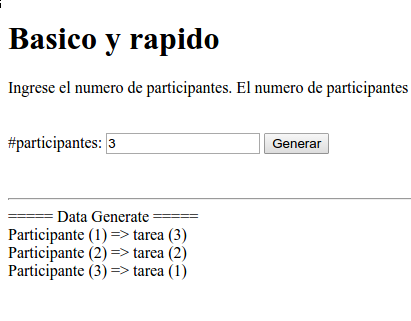 Basico y rapido
Ingrese el numero de participantes. El numero de participantes
#participantes: 3 Generar
===== Data Generate =====
Participante (1) => tarea (3)
Participante (2) => tarea (2)
Participante (3) => tarea (1)